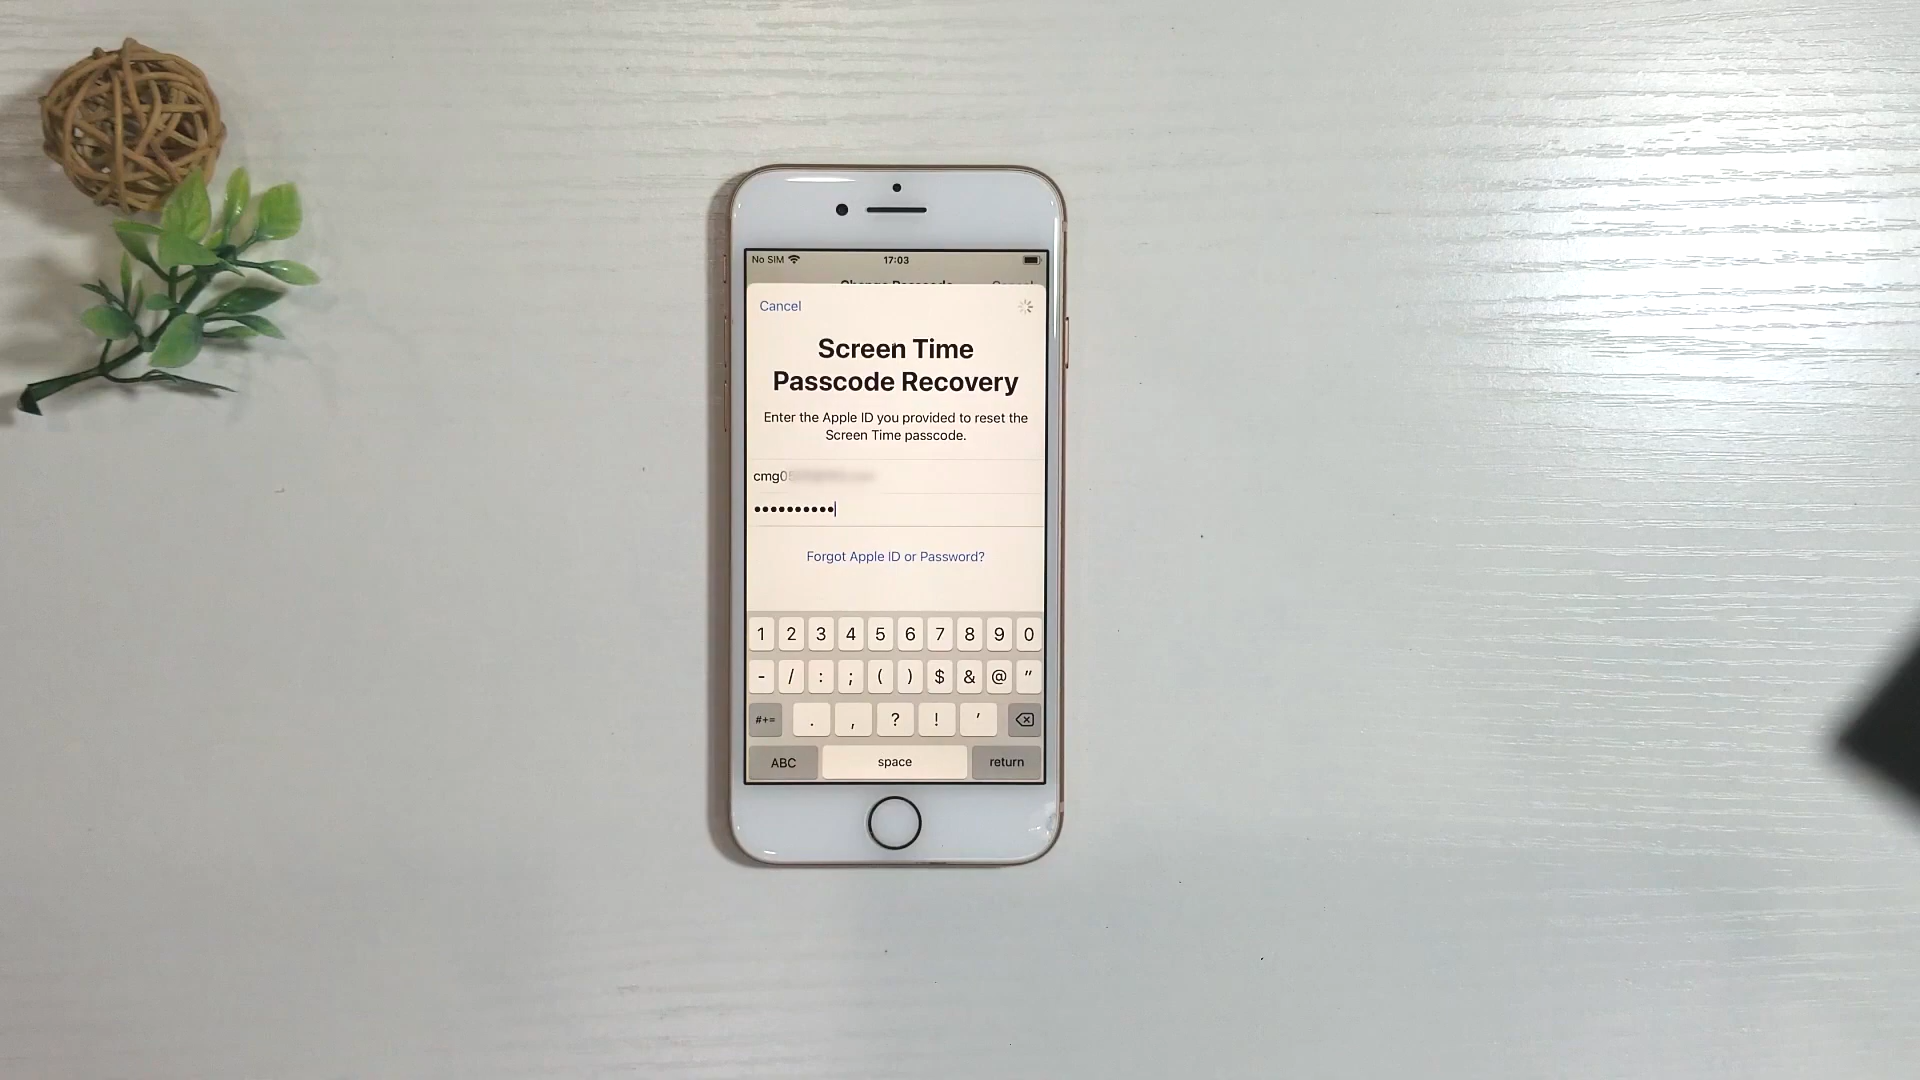 No SIM 17:03
Cancel
Screen Time
Passcode Recovery
Enter the Apple ID you provided to reset the
Screen Time passcode.
cmg0
••••••••••
Forgot Apple ID or Password?
1 2 3 4 5 6 7 8 9 0
- / : ; ( ) $ & @ "
#+= . , ? ! '
ABC space return